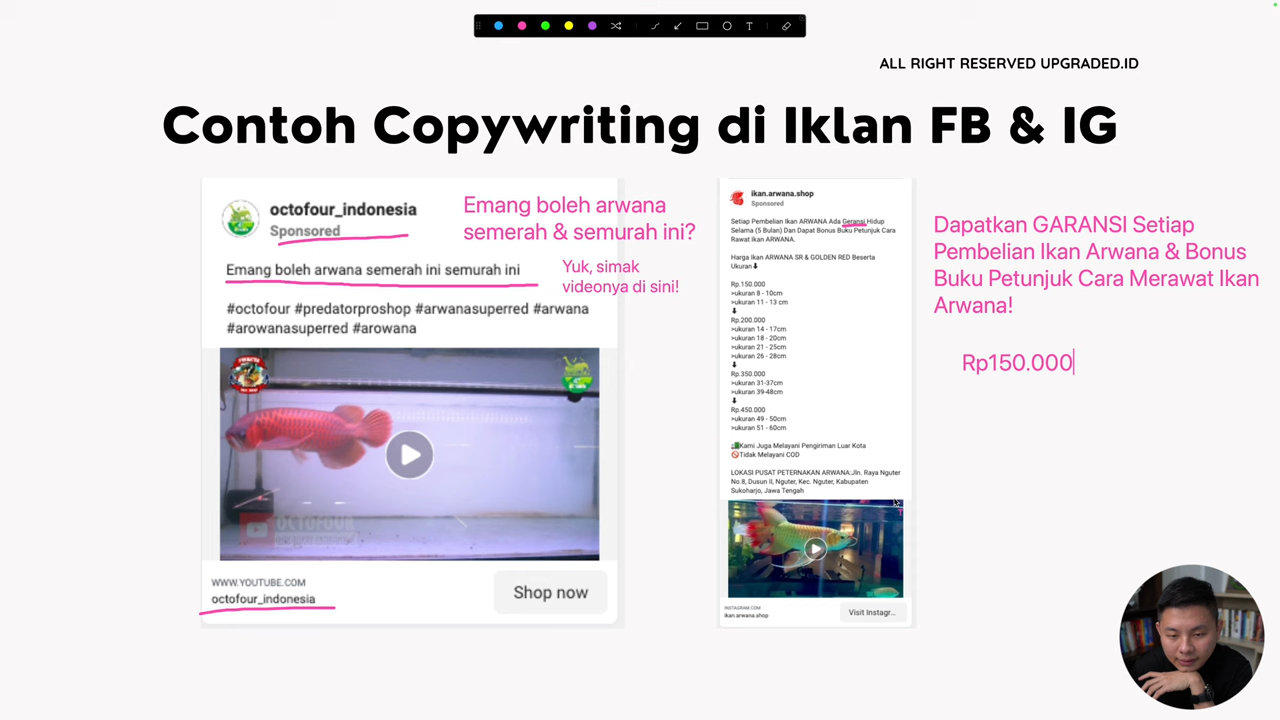 ALL RIGHT RESERVED UPGRADED.ID
Contoh Copywriting di Iklan FB & IG
octofour_indonesia
Sponsored
Emang boleh arwana semerah ini semurah ini
#octofour #predatorproshop #arwanasuperred #arwana
#arowanasuperred #arowana
OCTOFOUR
WWW.YOUTUBE.COM
octofour_indonesia
Shop now
Emang boleh arwana
semerah & semurah ini?
Yuk, simak
videonya di sini!
ikan.arwana.shop
Sponsored
Setiap Pembelian Ikan ARWANA Ada Geransi Hidup
Selama (5 Bulan) Dan Dapat Bonus Buku Petunjuk Cara
Rawat Ikan ARWANA.
Harga Ikan ARWANA SR & GOLDEN RED Beserta
Ukuran⬇
Rp.150.000
>ukuran 8 - 10cm
>ukuran 11 - 13 cm
⬇
Rp.200.000
>ukuran 14 - 17cm
>ukuran 18 - 20cm
>ukuran 21 - 25cm
>ukuran 26 - 28cm
⬇
Rp.350.000
>ukuran 31-37cm
>ukuran 39-48cm
⬇
Rp.450.000
>ukuran 49 - 50cm
>ukuran 51 - 60cm
Kami Juga Melayani Pengiriman Luar Kota
🚫Tidak Melayani COD
LOKASI PUSAT PETERNAKAN ARWANA:Jln. Raya Nguter
No.8, Dusun II, Nguter, Kec. Nguter, Kabupaten
Sukoharjo, Jawa Tengah
INSTAGRAM.COM
ikan.arwana.shop
Visit Instagr...
Dapatkan GARANSI Setiap
Pembelian Ikan Arwana & Bonus
Buku Petunjuk Cara Merawat Ikan
Arwana!
Rp150.000